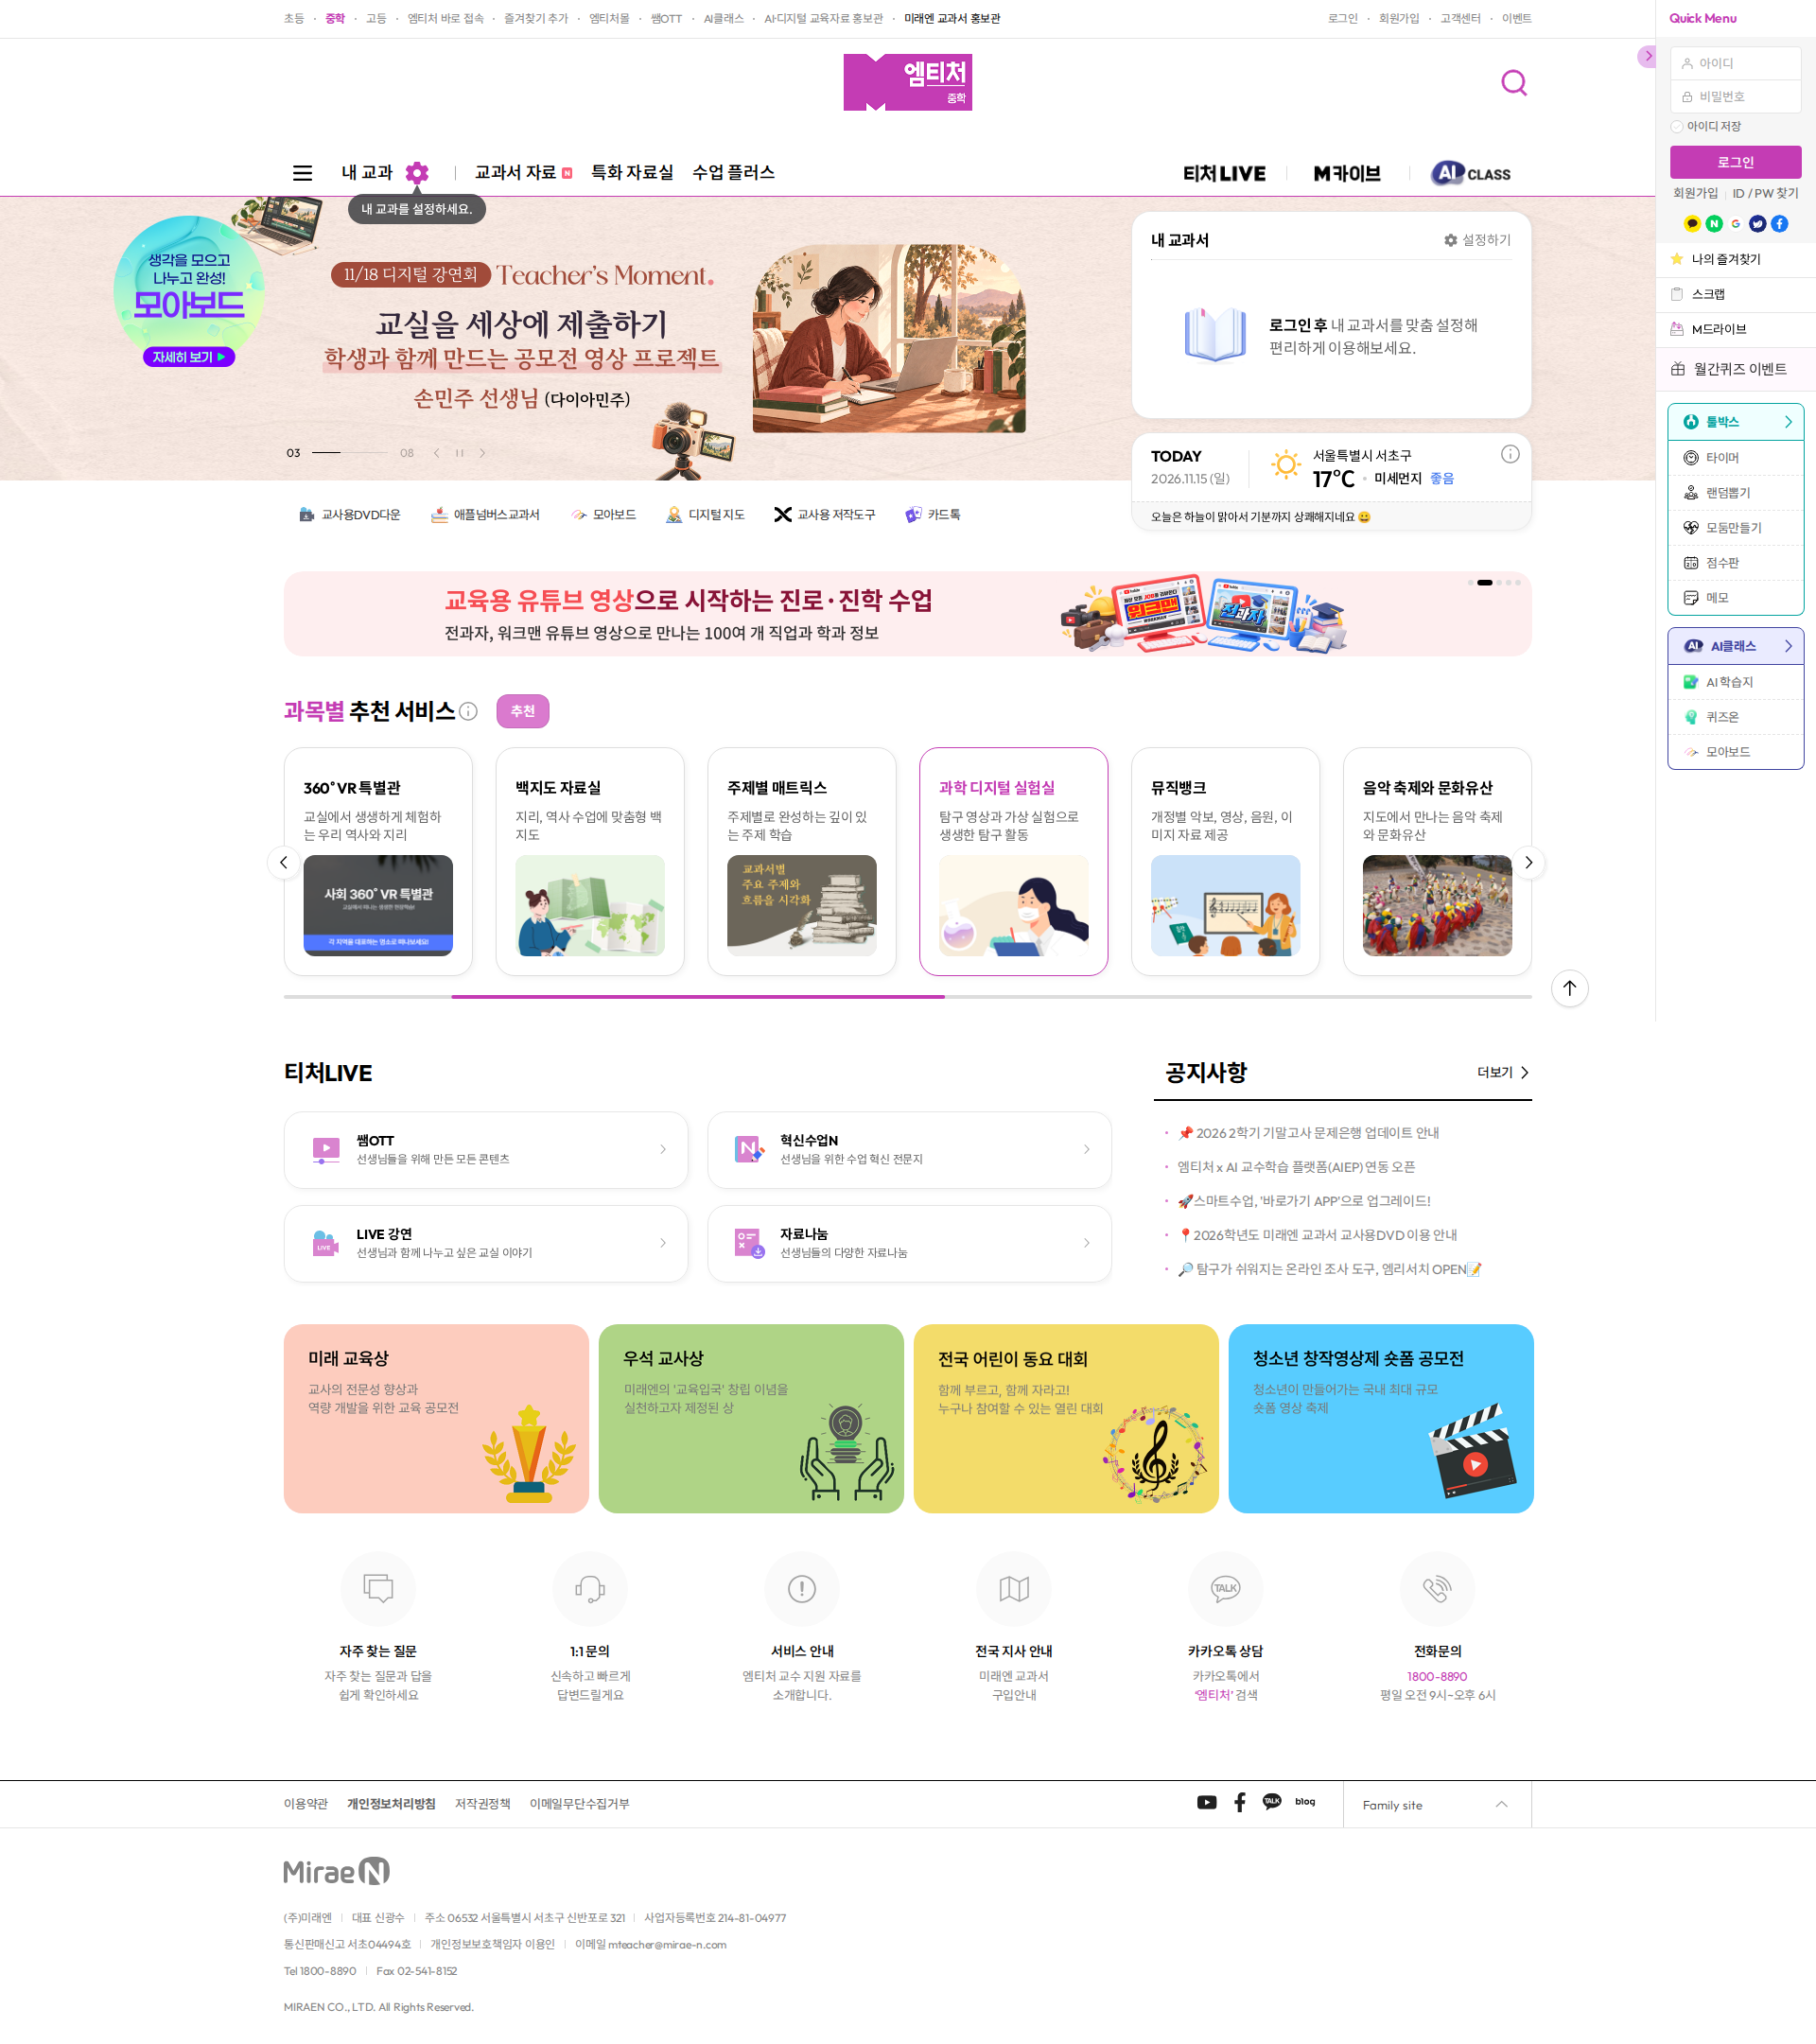 초등 · 중학 · 고등 · 엠티처 바로 접속 · 즐겨찾기 추가 · 엠티처몰 · 쌤OTT · AI클래스 · AI·디지털 교육자료 홍보관 · 미래엔 교과서 홍보관
로그인 · 회원가입 · 고객센터 · 이벤트
엠티처
중학
내 교과
교과서 자료 N
특화 자료실
수업 플러스
티처LIVE
M카이브
AI CLASS
내 교과를 설정하세요.
생각을 모으고
나누고 완성!
모아보드
자세히 보기
11/18 디지털 강연회 Teacher's Moment.
교실을 세상에 제출하기
학생과 함께 만드는 공모전 영상 프로젝트
손민주 선생님 (다이아민주)
03 08
내 교과서
설정하기
로그인 후 내 교과서를 맞춤 설정해
편리하게 이용해보세요.
TODAY
2026.11.15 (일)
서울특별시 서초구
17℃ • 미세먼지 좋음
오늘은 하늘이 맑아서 기분까지 상쾌해지네요 😀
교사용DVD다운
애플넘버스교과서
모아보드
디지털 지도
교사용 저작도구
카드톡
교육용 유튜브 영상으로 시작하는 진로·진학 수업
전과자, 워크맨 유튜브 영상으로 만나는 100여 개 직업과 학과 정보
워크맨
전과자
과목별 추천 서비스
추천
360˚ VR 특별관
교실에서 생생하게 체험하
는 우리 역사와 지리
사회 360˚ VR 특별관
각 지역을 대표하는 명소로 떠나보세요!
백지도 자료실
지리, 역사 수업에 맞춤형 백
지도
주제별 매트릭스
주제별로 완성하는 깊이 있
는 주제 학습
교과서별
주요 주제와
흐름을 시각화
과학 디지털 실험실
탐구 영상과 가상 실험으로
생생한 탐구 활동
뮤직뱅크
개정별 악보, 영상, 음원, 이
미지 자료 제공
음악 축제와 문화유산
지도에서 만나는 음악 축제
와 문화유산
티처LIVE
쌤OTT
선생님들을 위해 만든 모든 콘텐츠
혁신수업N
선생님을 위한 수업 혁신 전문지
LIVE
LIVE 강연
선생님과 함께 나누고 싶은 교실 이야기
자료나눔
선생님들의 다양한 자료나눔
공지사항
더보기
📌 2026 2학기 기말고사 문제은행 업데이트 안내
엠티처 x AI 교수학습 플랫폼(AIEP) 연동 오픈
🚀스마트수업, '바로가기 APP'으로 업그레이드!
📍2026학년도 미래엔 교과서 교사용DVD 이용 안내
🔎 탐구가 쉬워지는 온라인 조사 도구, 엠리서치 OPEN📝
미래 교육상
교사의 전문성 향상과
역량 개발을 위한 교육 공모전
우석 교사상
미래엔의 '교육입국' 창립 이념을
실천하고자 제정된 상
전국 어린이 동요 대회
함께 부르고, 함께 자라고!
누구나 참여할 수 있는 열린 대회
청소년 창작영상제 숏폼 공모전
청소년이 만들어가는 국내 최대 규모
숏폼 영상 축제
자주 찾는 질문
자주 찾는 질문과 답을
쉽게 확인하세요
1:1 문의
신속하고 빠르게
답변드릴게요
서비스 안내
엠티처 교수 지원 자료를
소개합니다.
전국 지사 안내
미래엔 교과서
구입안내
TALK
카카오톡 상담
카카오톡에서
'엠티처' 검색
전화문의
1800-8890
평일 오전 9시~오후 6시
이용약관
개인정보처리방침
저작권정책
이메일무단수집거부
TALK
blog
Family site
Mirae N
(주)미래엔 | 대표 신광수 | 주소 06532 서울특별시 서초구 신반포로 321 | 사업자등록번호 214-81-04977
통신판매신고 서초04494호 | 개인정보보호책임자 이용인 | 이메일 mteacher@mirae-n.com
Tel 1800-8890 | Fax 02-541-8152
MIRAEN CO., LTD. All Rights Reserved.
Quick Menu
아이디
비밀번호
아이디 저장
로그인
회원가입 | ID / PW 찾기
나의 즐겨찾기
스크랩
M드라이브
월간퀴즈 이벤트
툴박스
타이머
랜덤뽑기
모둠만들기
점수판
메모
AI AI클래스
AI 학습지
퀴즈온
모아보드